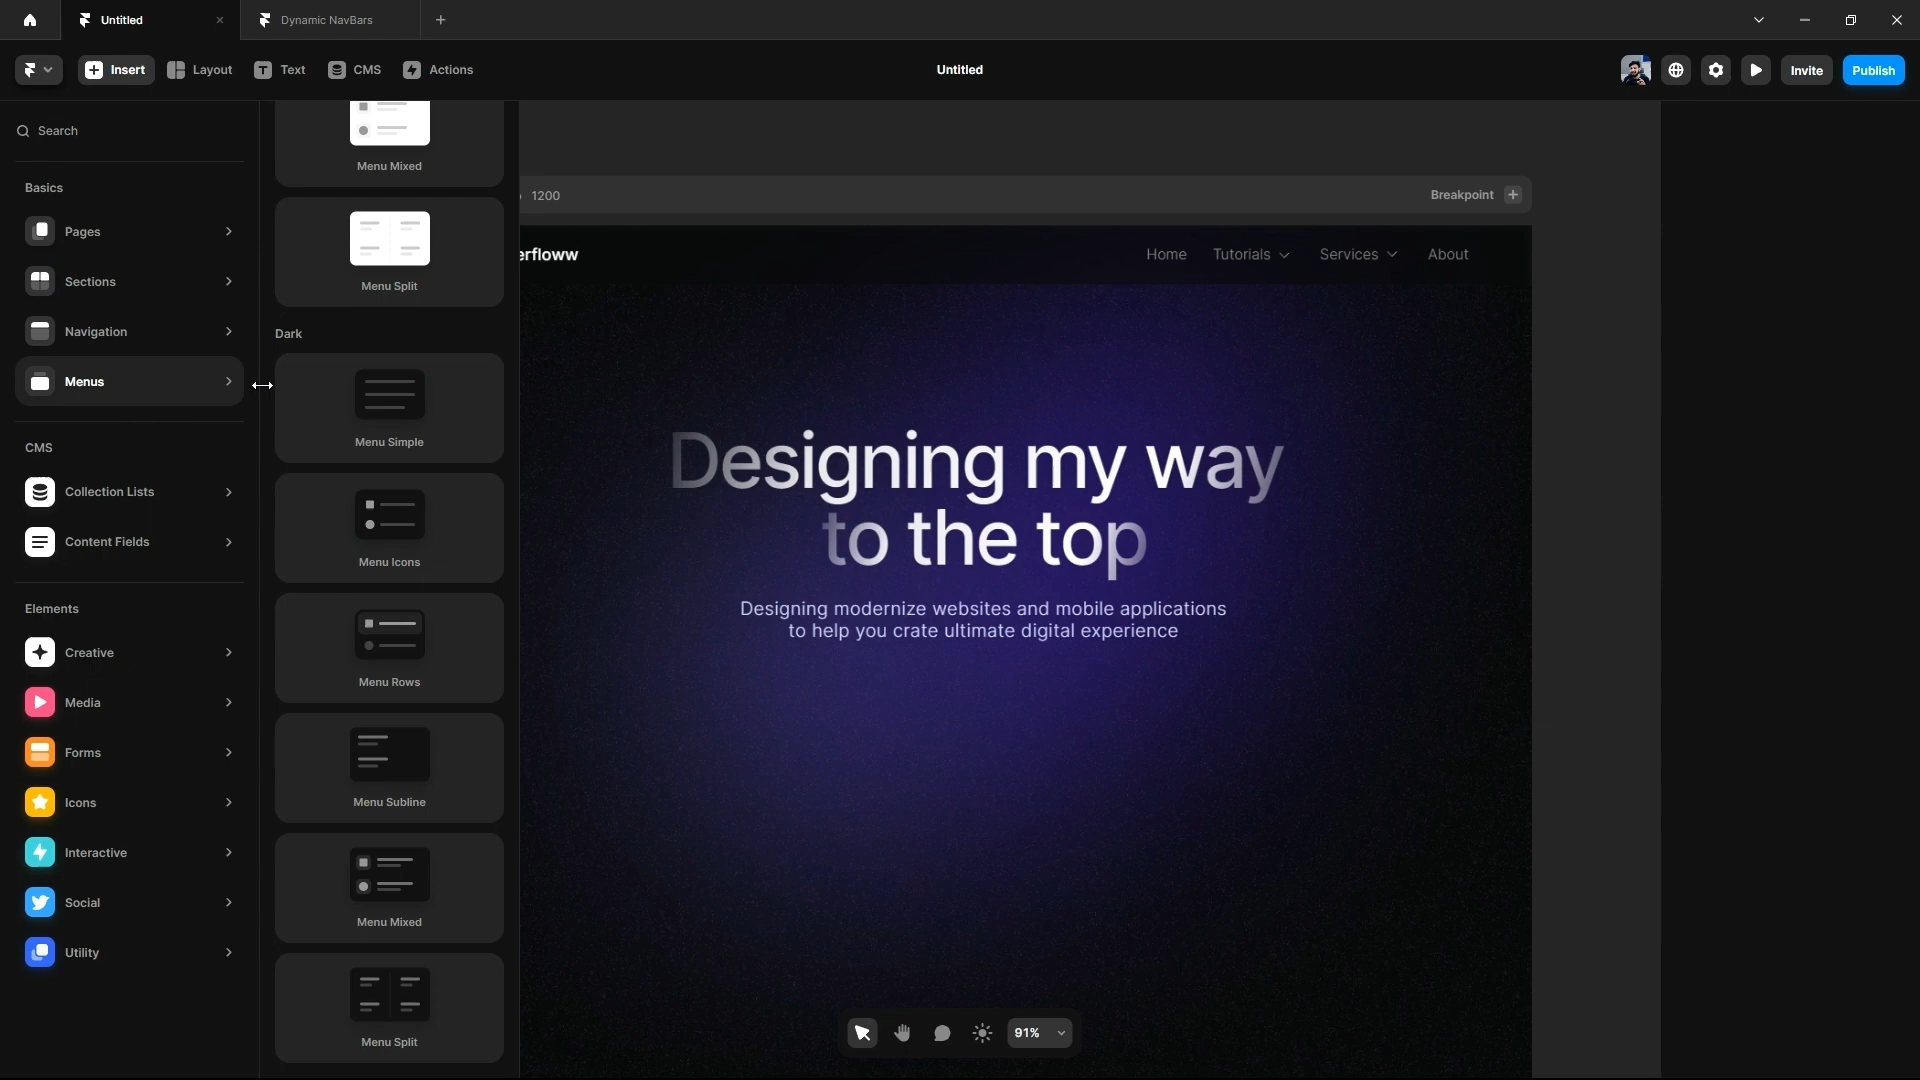 Untitled
Dynamic NavBars
Insert
Layout
Text
CMS
Actions
Untitled
Invite
Publish
Search
Basics
Pages
Sections
Navigation
Menus
CMS
Collection Lists
Content Fields
Elements
Creative
Media
Forms
Icons
Interactive
Social
Utility
Menu Mixed
Menu Split
Dark
Menu Simple
Menu Icons
Menu Rows
Menu Subline
Menu Mixed
Menu Split
1200
Breakpoint
erfloww
Home
Tutorials
Services
About
Designing my way
to the top
Designing modernize websites and mobile applications
to help you crate ultimate digital experience
91%